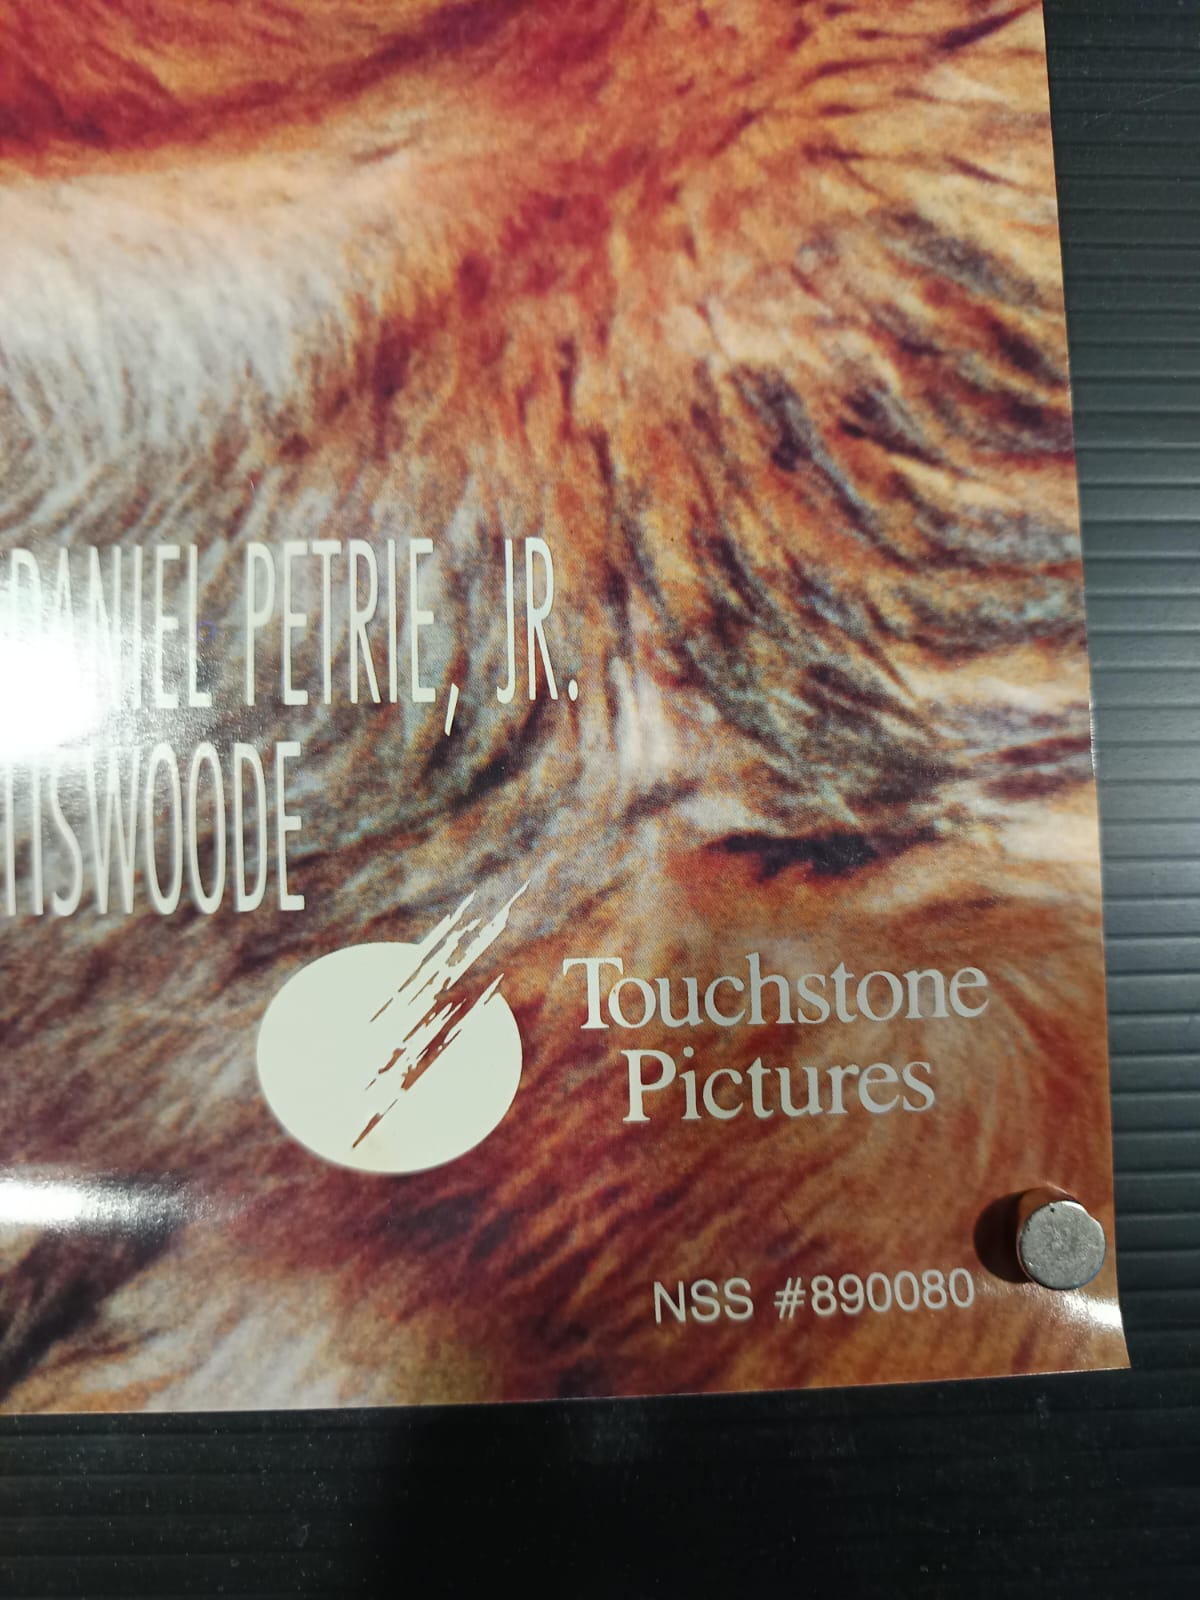 DANIEL PETRIE, JR.
TISWOODE
Touchstone
Pictures
NSS #890080